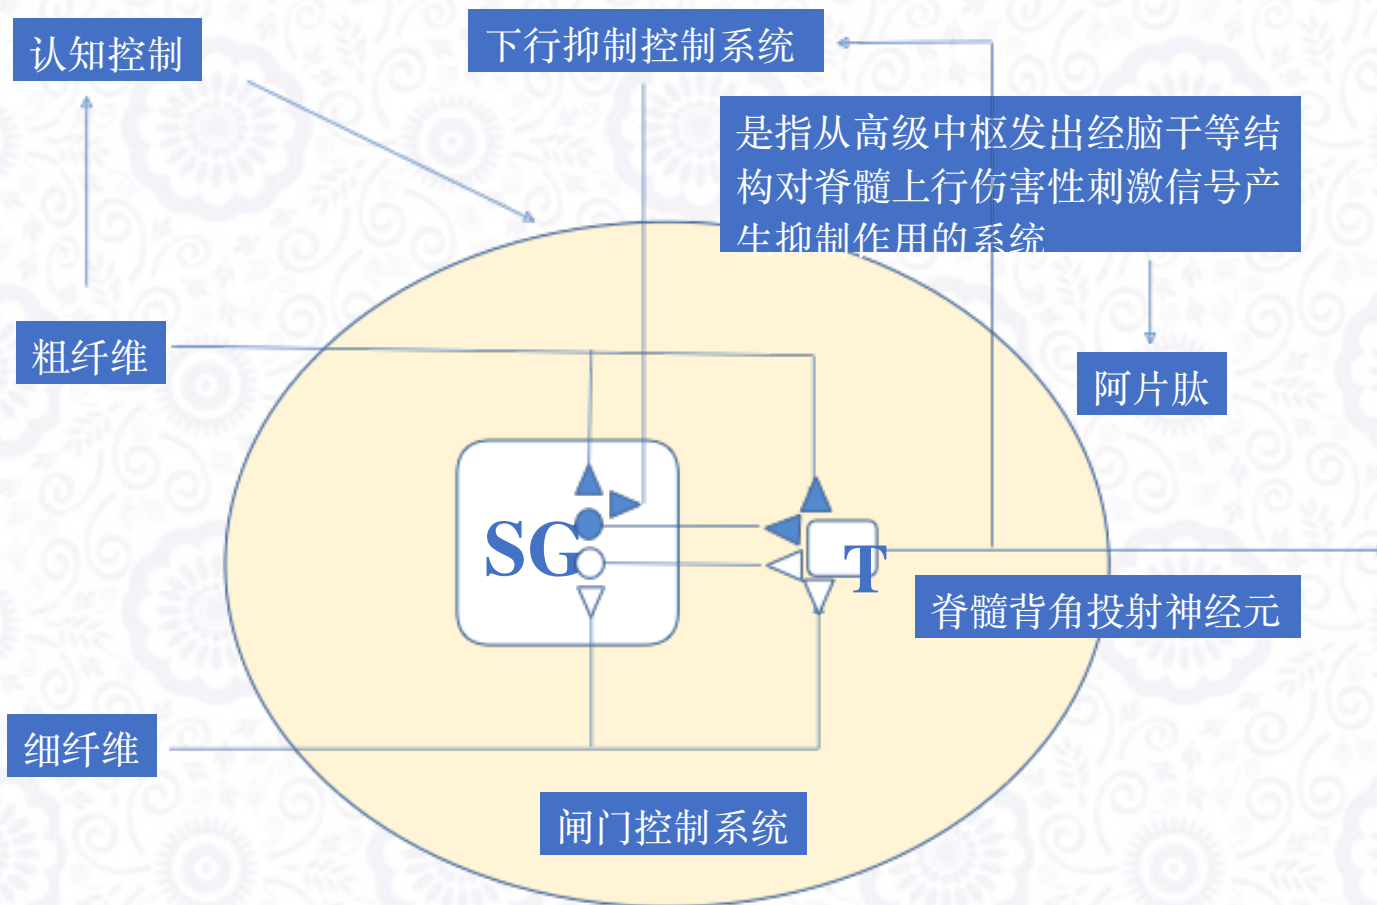 认知控制
下行抑制控制系统
是指从高级中枢发出经脑干等结
构对脊髓上行伤害性刺激信号产
生抑制作用的系统
粗纤维
阿片肽
SG
T
脊髓背角投射神经元
细纤维
闸门控制系统